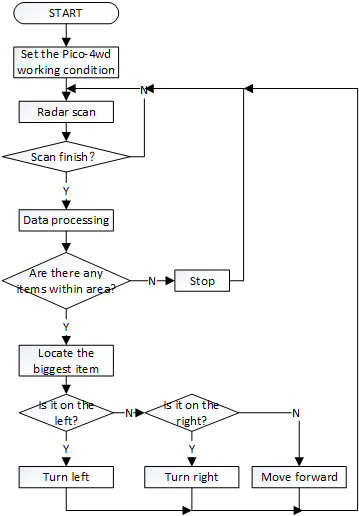 START
Set the Pico-4wd
working condition
N
Radar scan
Scan finish?
Y
Data processing
Are there any
items within area?
N
Stop
Y
Locate the
biggest item
Is it on the
left?
N
Is it on the
right?
N
Y
Y
Turn left
Turn right
Move forward